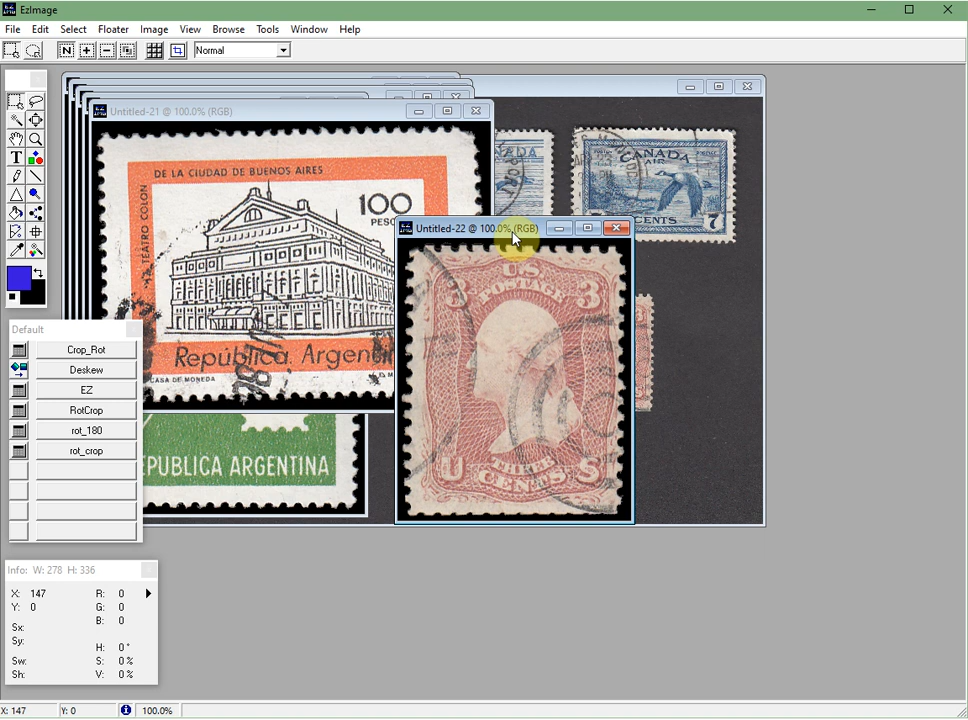 EzImage
File Edit Select Floater Image View Browse Tools Window Help
N
Normal
Untitled-21 @ 100.0% (RGB)
DE LA CIUDAD DE BUENOS AIRES
TEATRO COLON
100
República Argen
CASA DE MONEDA
CANADA
AIR
CENTS
7
Untitled-22 @ 100.0% (RGB)
U.S.
POSTAGE
3 3
U S
THREE
CENTS
T
Default
Crop_Rot
Deskew
EZ
RotCrop
rot_180
rot_crop
EPUBLICA ARGENTINA
Info: W: 278 H: 336
X: 147 R: 0
Y: 0 G: 0
B: 0
Sx:
Sy:
H: 0 °
Sw: S: 0 %
Sh: V: 0 %
X: 147 Y: 0 100.0%